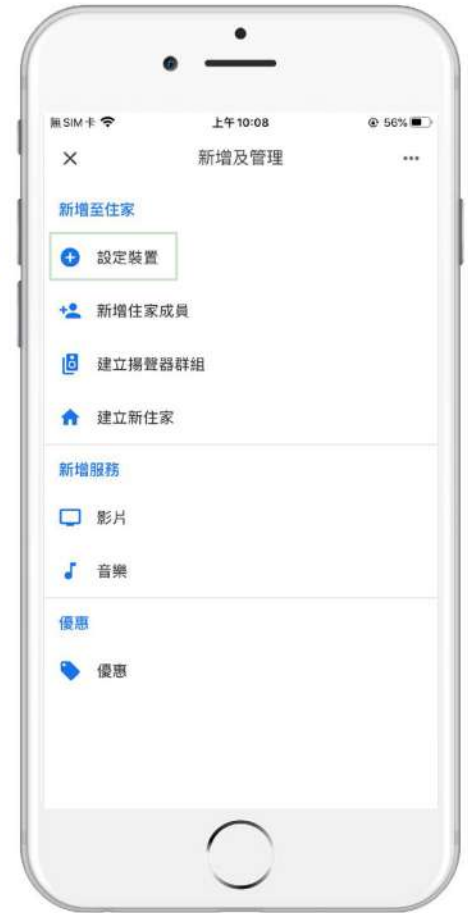 無SIM卡 上午10:08 56%
新增及管理
新增至住家
設定裝置
新增住家成員
建立揚聲器群組
建立新住家
新增服務
影片
音樂
優惠
優惠